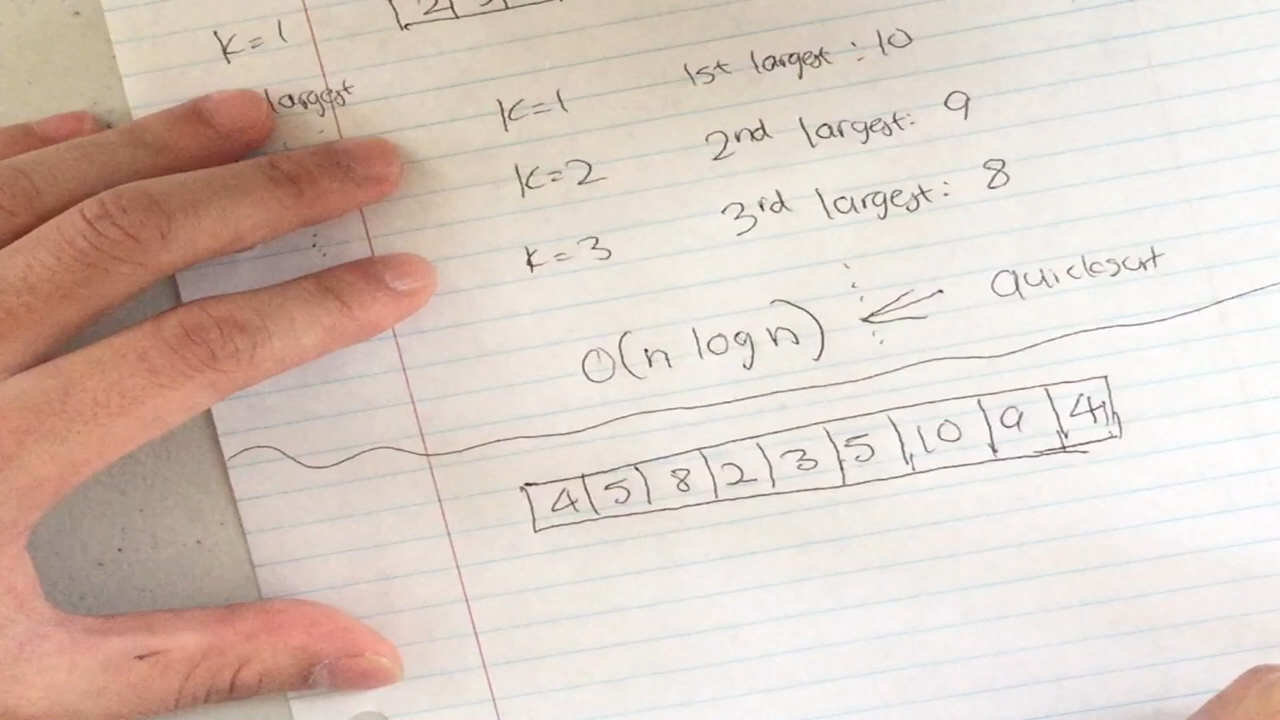 K=1
largest
K=1 1st largest: 10
K=2 2nd largest: 9
K=3 3rd largest: 8
O(n log n) quicksort
4 5 8 2 3 5 10 9 4